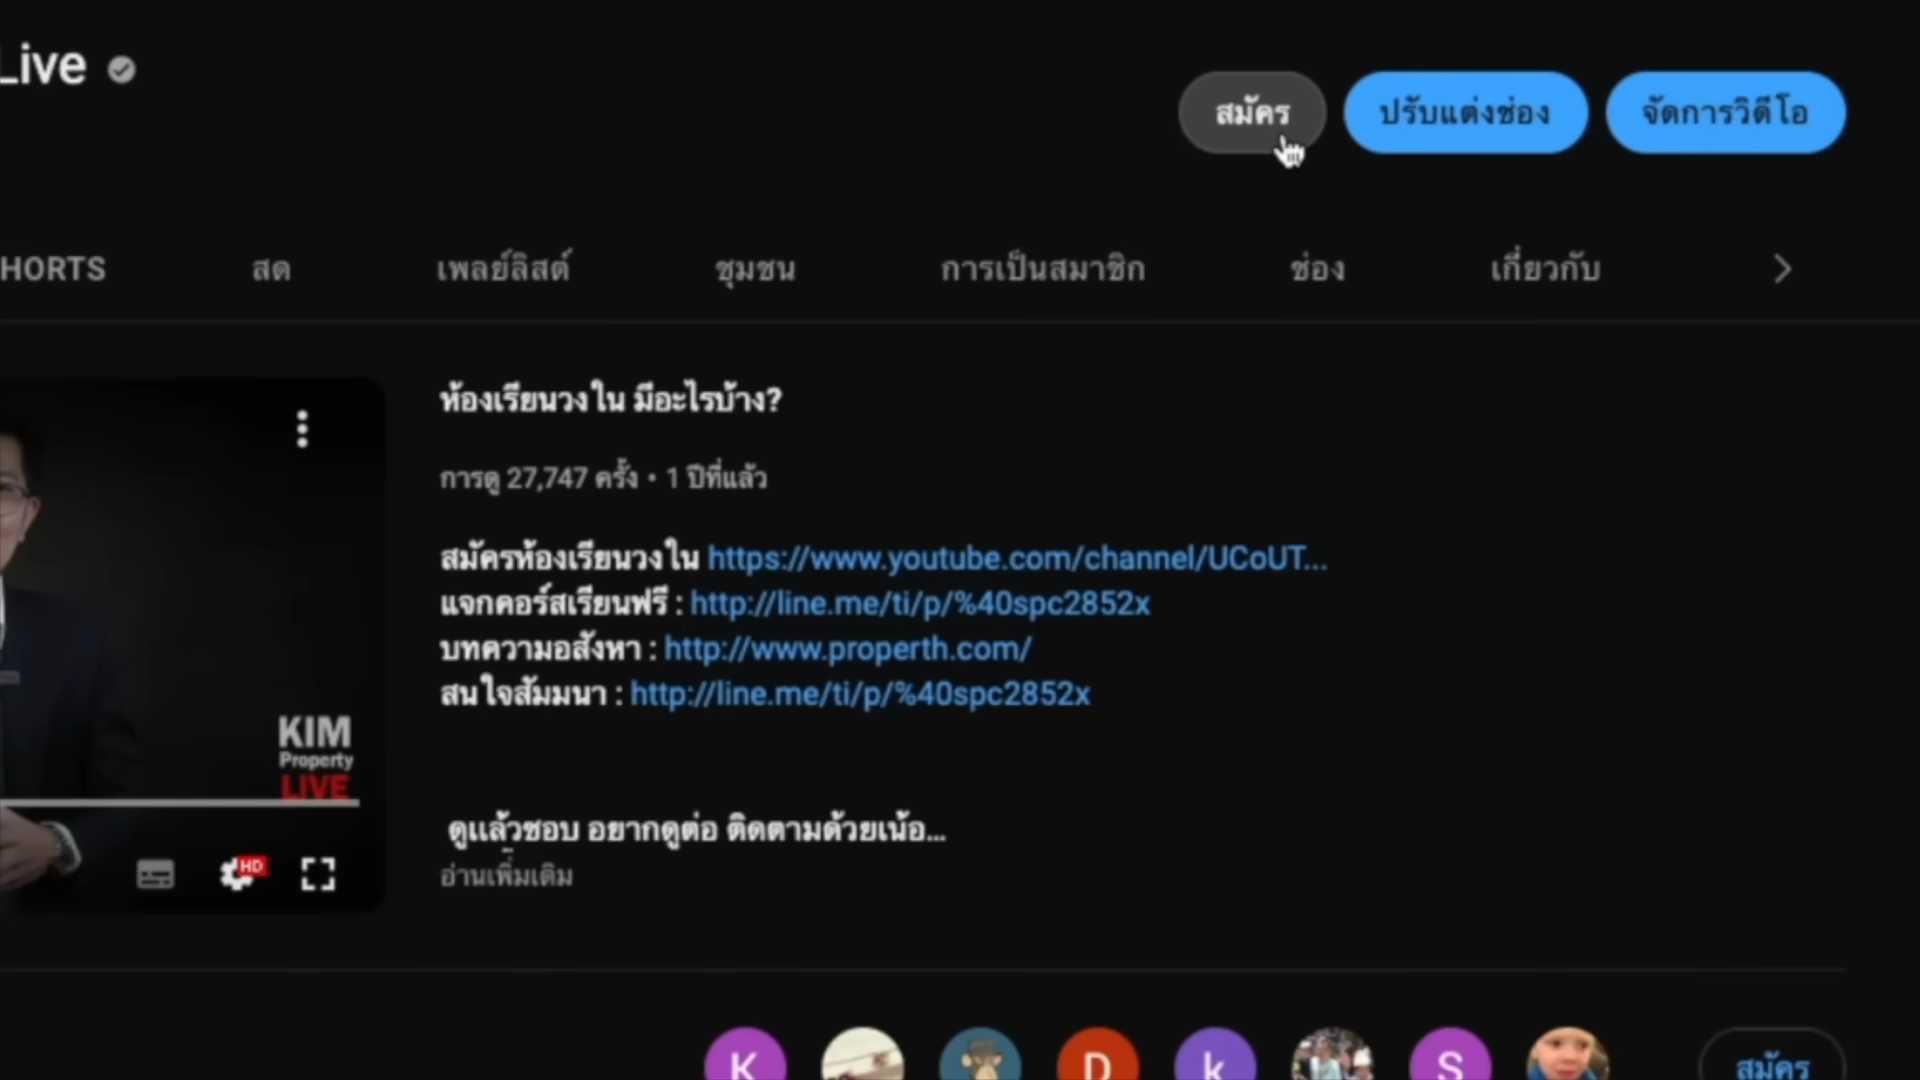 Live
สมัคร
ปรับแต่งช่อง
จัดการวิดีโอ
HORTS
สด
เพลย์ลิสต์
ชุมชน
การเป็นสมาชิก
ช่อง
เกี่ยวกับ
ห้องเรียนวงใน มีอะไรบ้าง?
การดู 27,747 ครั้ง • 1 ปีที่แล้ว
สมัครห้องเรียนวงใน https://www.youtube.com/channel/UCoUT...
แจกคอร์สเรียนฟรี : http://line.me/ti/p/%40spc2852x
บทความอสังหา : http://www.properth.com/
สนใจสัมมนา : http://line.me/ti/p/%40spc2852x
KIM
Property
LIVE
ดูแล้วชอบ อยากดูต่อ ติดตามด้วยเน้อ...
HD
อ่านเพิ่มเติม
K
D
k
S
สมัคร